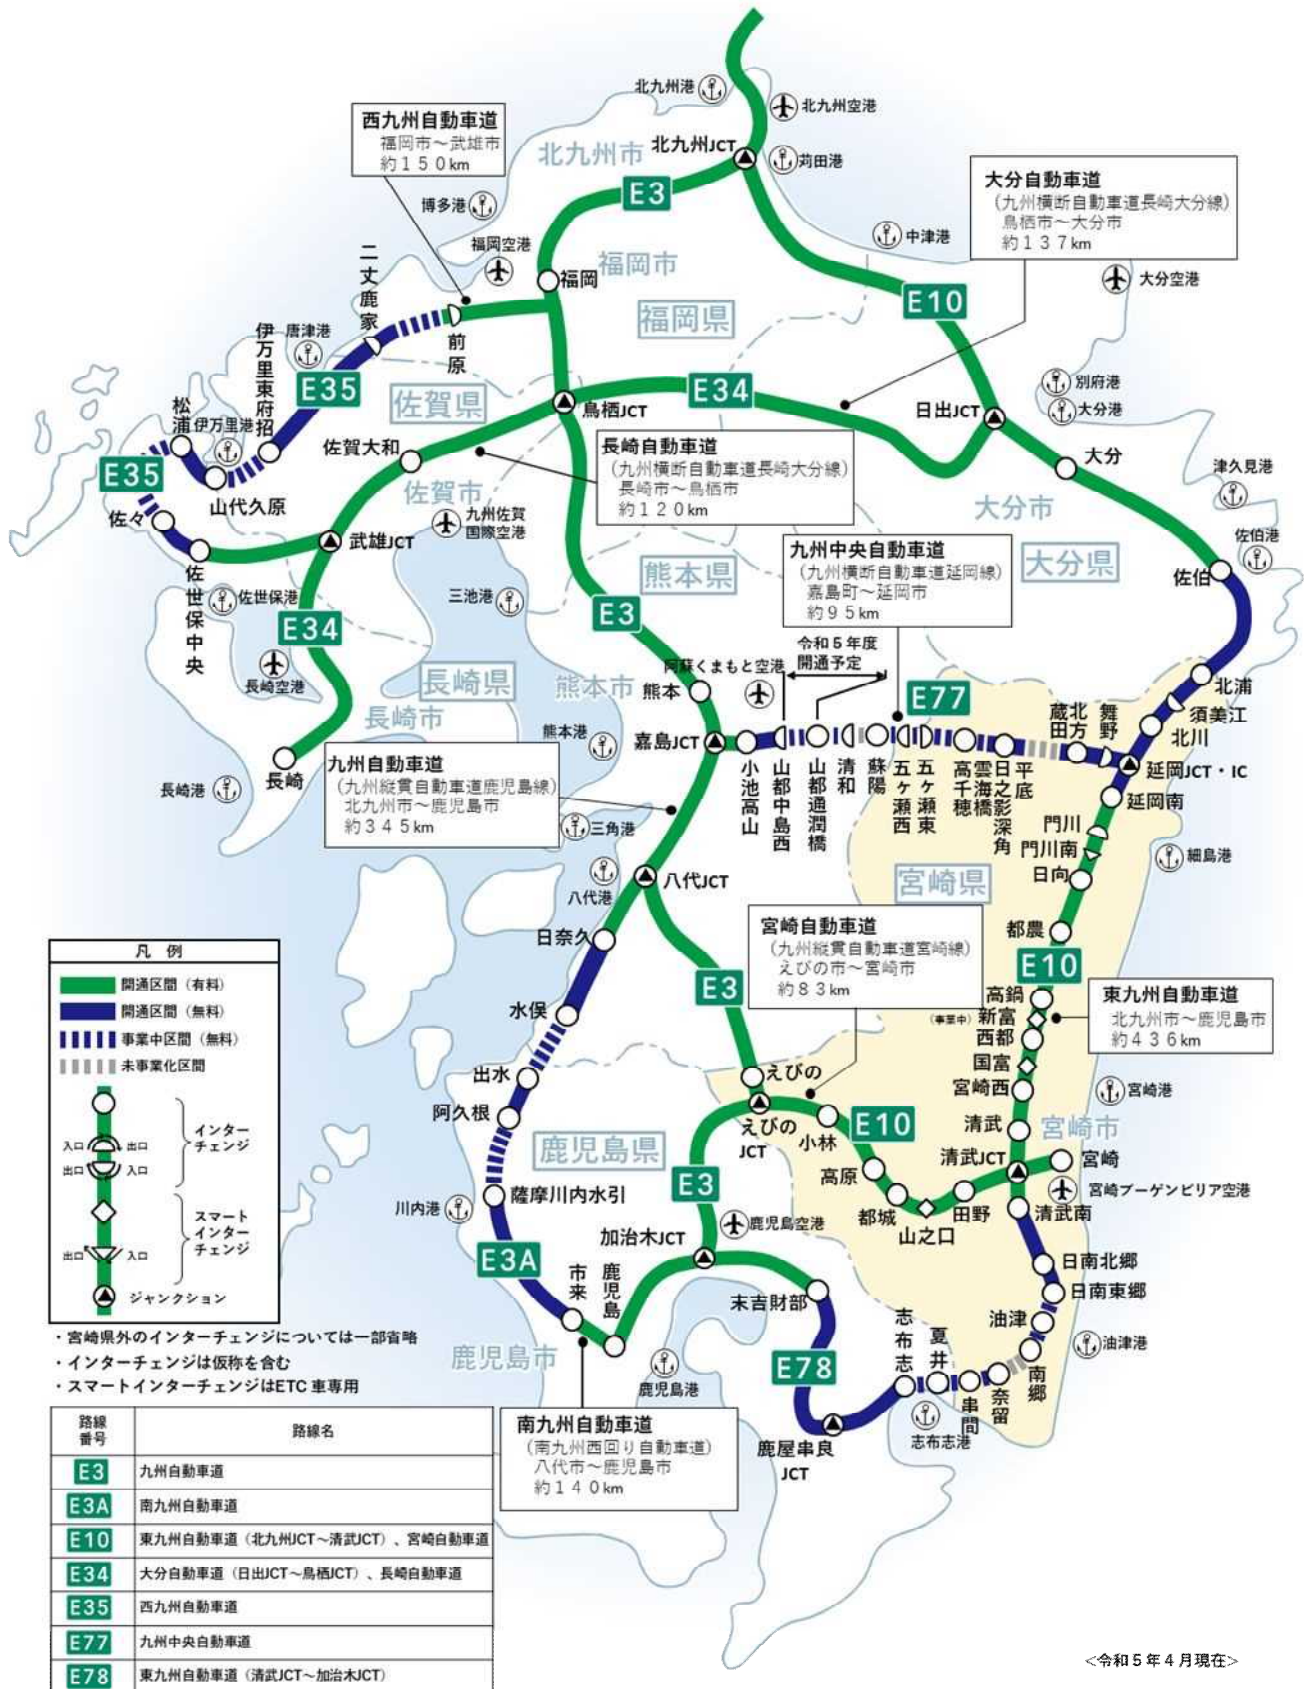 北九州港
北九州空港
西九州自動車道
福岡市～武雄市
約１５０km
北九州市
北九州JCT
苅田港
E3
大分自動車道
(九州横断自動車道長崎大分線)
鳥栖市～大分市
約１３７km
博多港
福岡空港
中津港
二丈鹿家
福岡
福岡市
大分空港
E10
福岡県
伊万里東府招
唐津港
前原
松浦
伊万里港
E35
佐賀県
鳥栖JCT
E34
別府港
大分港
日出JCT
佐賀大和
長崎自動車道
(九州横断自動車道長崎大分線)
長崎市～鳥栖市
約１２０km
大分
津久見港
E35
山代久原
佐賀市
大分市
佐々
九州佐賀
国際空港
武雄JCT
佐伯港
九州中央自動車道
(九州横断自動車道延岡線)
嘉島町～延岡市
約９５km
熊本県
大分県
佐伯
佐世保中央
佐世保港
三池港
E34
E3
令和５年度
開通予定
阿蘇くまもと空港
長崎空港
長崎県
熊本市
熊本
E77
北浦
須美江
北川
蔵田
北方
舞野
長崎市
熊本港
嘉島JCT
延岡JCT・IC
長崎
長崎港
九州自動車道
(九州縦貫自動車道鹿児島線)
北九州市～鹿児島市
約３４５km
小池高山
山都中島西
山都通潤橋
清和
蘇陽
五ヶ瀬西
五ヶ瀬東
高千穂
雲海橋
日之影深角
平底
延岡南
門川
門川南
日向
細島港
三角港
八代港
八代JCT
宮崎県
日奈久
宮崎自動車道
(九州縦貫自動車道宮崎線)
えびの市～宮崎市
約８３km
都農
E10
E3
高鍋
(事業中)新富
西都
国富
宮崎西
東九州自動車道
北九州市～鹿児島市
約４３６km
凡 例
開通区間（有料）
開通区間（無料）
事業中区間（無料）
未事業化区間
インター
チェンジ
入口
出口
出口
入口
スマート
インター
チェンジ
出口
入口
ジャンクション
水俣
出水
阿久根
えびの
えびの
JCT
小林
E10
宮崎港
清武
宮崎市
鹿児島県
高原
清武JCT
宮崎
宮崎ブーゲンビリア空港
E3
川内港
薩摩川内水引
都城
山之口
田野
清武南
加治木JCT
鹿児島空港
E3A
市来
鹿児島
末吉財部
日南北郷
日南東郷
油津
油津港
・宮崎県外のインターチェンジについては一部省略
・インターチェンジは仮称を含む
・スマートインターチェンジはETC車専用
鹿児島市
鹿児島港
E78
志布志
夏井
串間
奈留
南郷
志布志港
南九州自動車道
(南九州西回り自動車道)
八代市～鹿児島市
約１４０km
鹿屋串良
JCT
路線
番号
路線名
E3 九州自動車道
E3A 南九州自動車道
E10 東九州自動車道（北九州JCT～清武JCT）、宮崎自動車道
E34 大分自動車道（日出JCT～鳥栖JCT）、長崎自動車道
E35 西九州自動車道
E77 九州中央自動車道
E78 東九州自動車道（清武JCT～加治木JCT）
<令和５年４月現在>